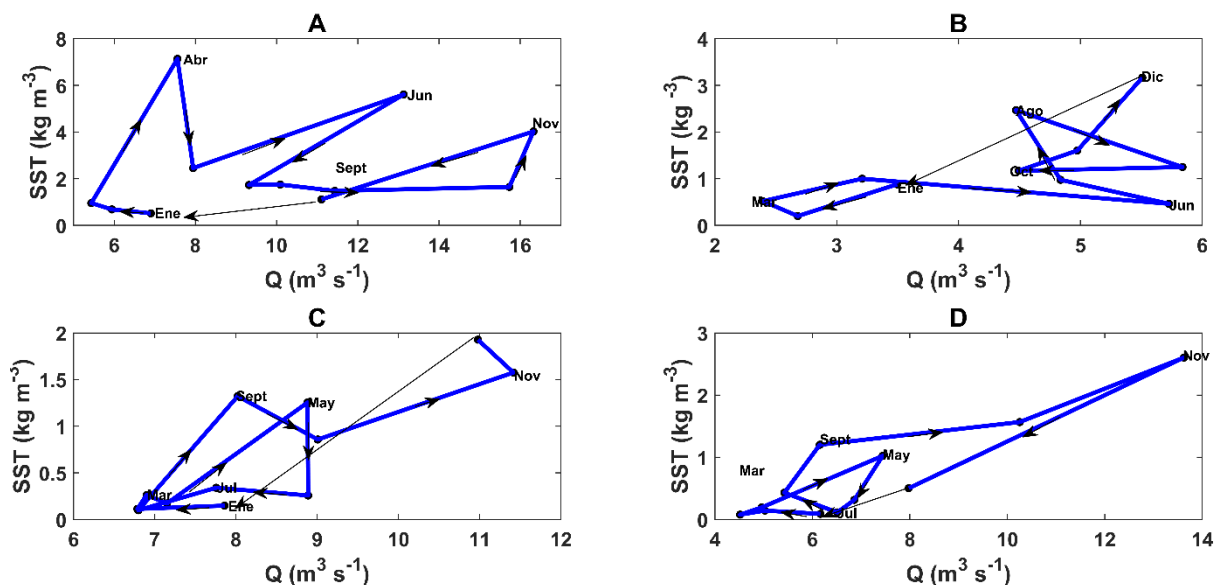 A
SST (kg m⁻³)
8
6
4
2
0
Abr
Jun
Nov
Sept
Ene
6 8 10 12 14 16
Q (m³ s⁻¹)
B
SST (kg⁻³)
4
3
2
1
0
Dic
Ago
Oct
Ene
Mar
Jun
2 3 4 5 6
Q (m³ s⁻¹)
C
SST (kg m⁻³)
2
1.5
1
0.5
0
Sept
May
Nov
Mar
Jul
Ene
6 7 8 9 10 11 12
Q (m³ s⁻¹)
D
SST (kg m⁻³)
3
2
1
0
Nov
Sept
May
Mar
Jul
4 6 8 10 12 14
Q (m³ s⁻¹)